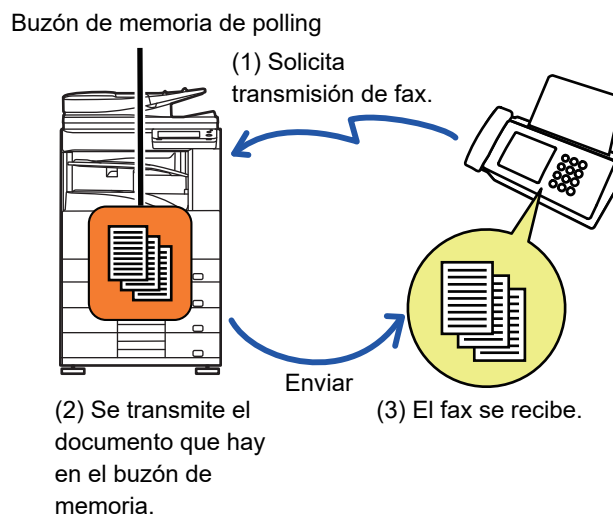 Buzón de memoria de polling
(1) Solicita
transmisión de fax.
Enviar
(2) Se transmite el
documento que hay
en el buzón de
memoria.
(3) El fax se recibe.